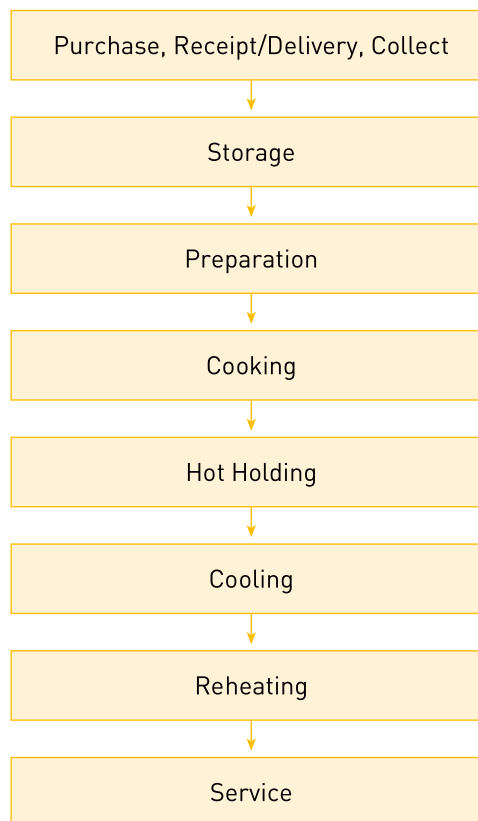 Purchase, Receipt/Delivery, Collect
Storage
Preparation
Cooking
Hot Holding
Cooling
Reheating
Service